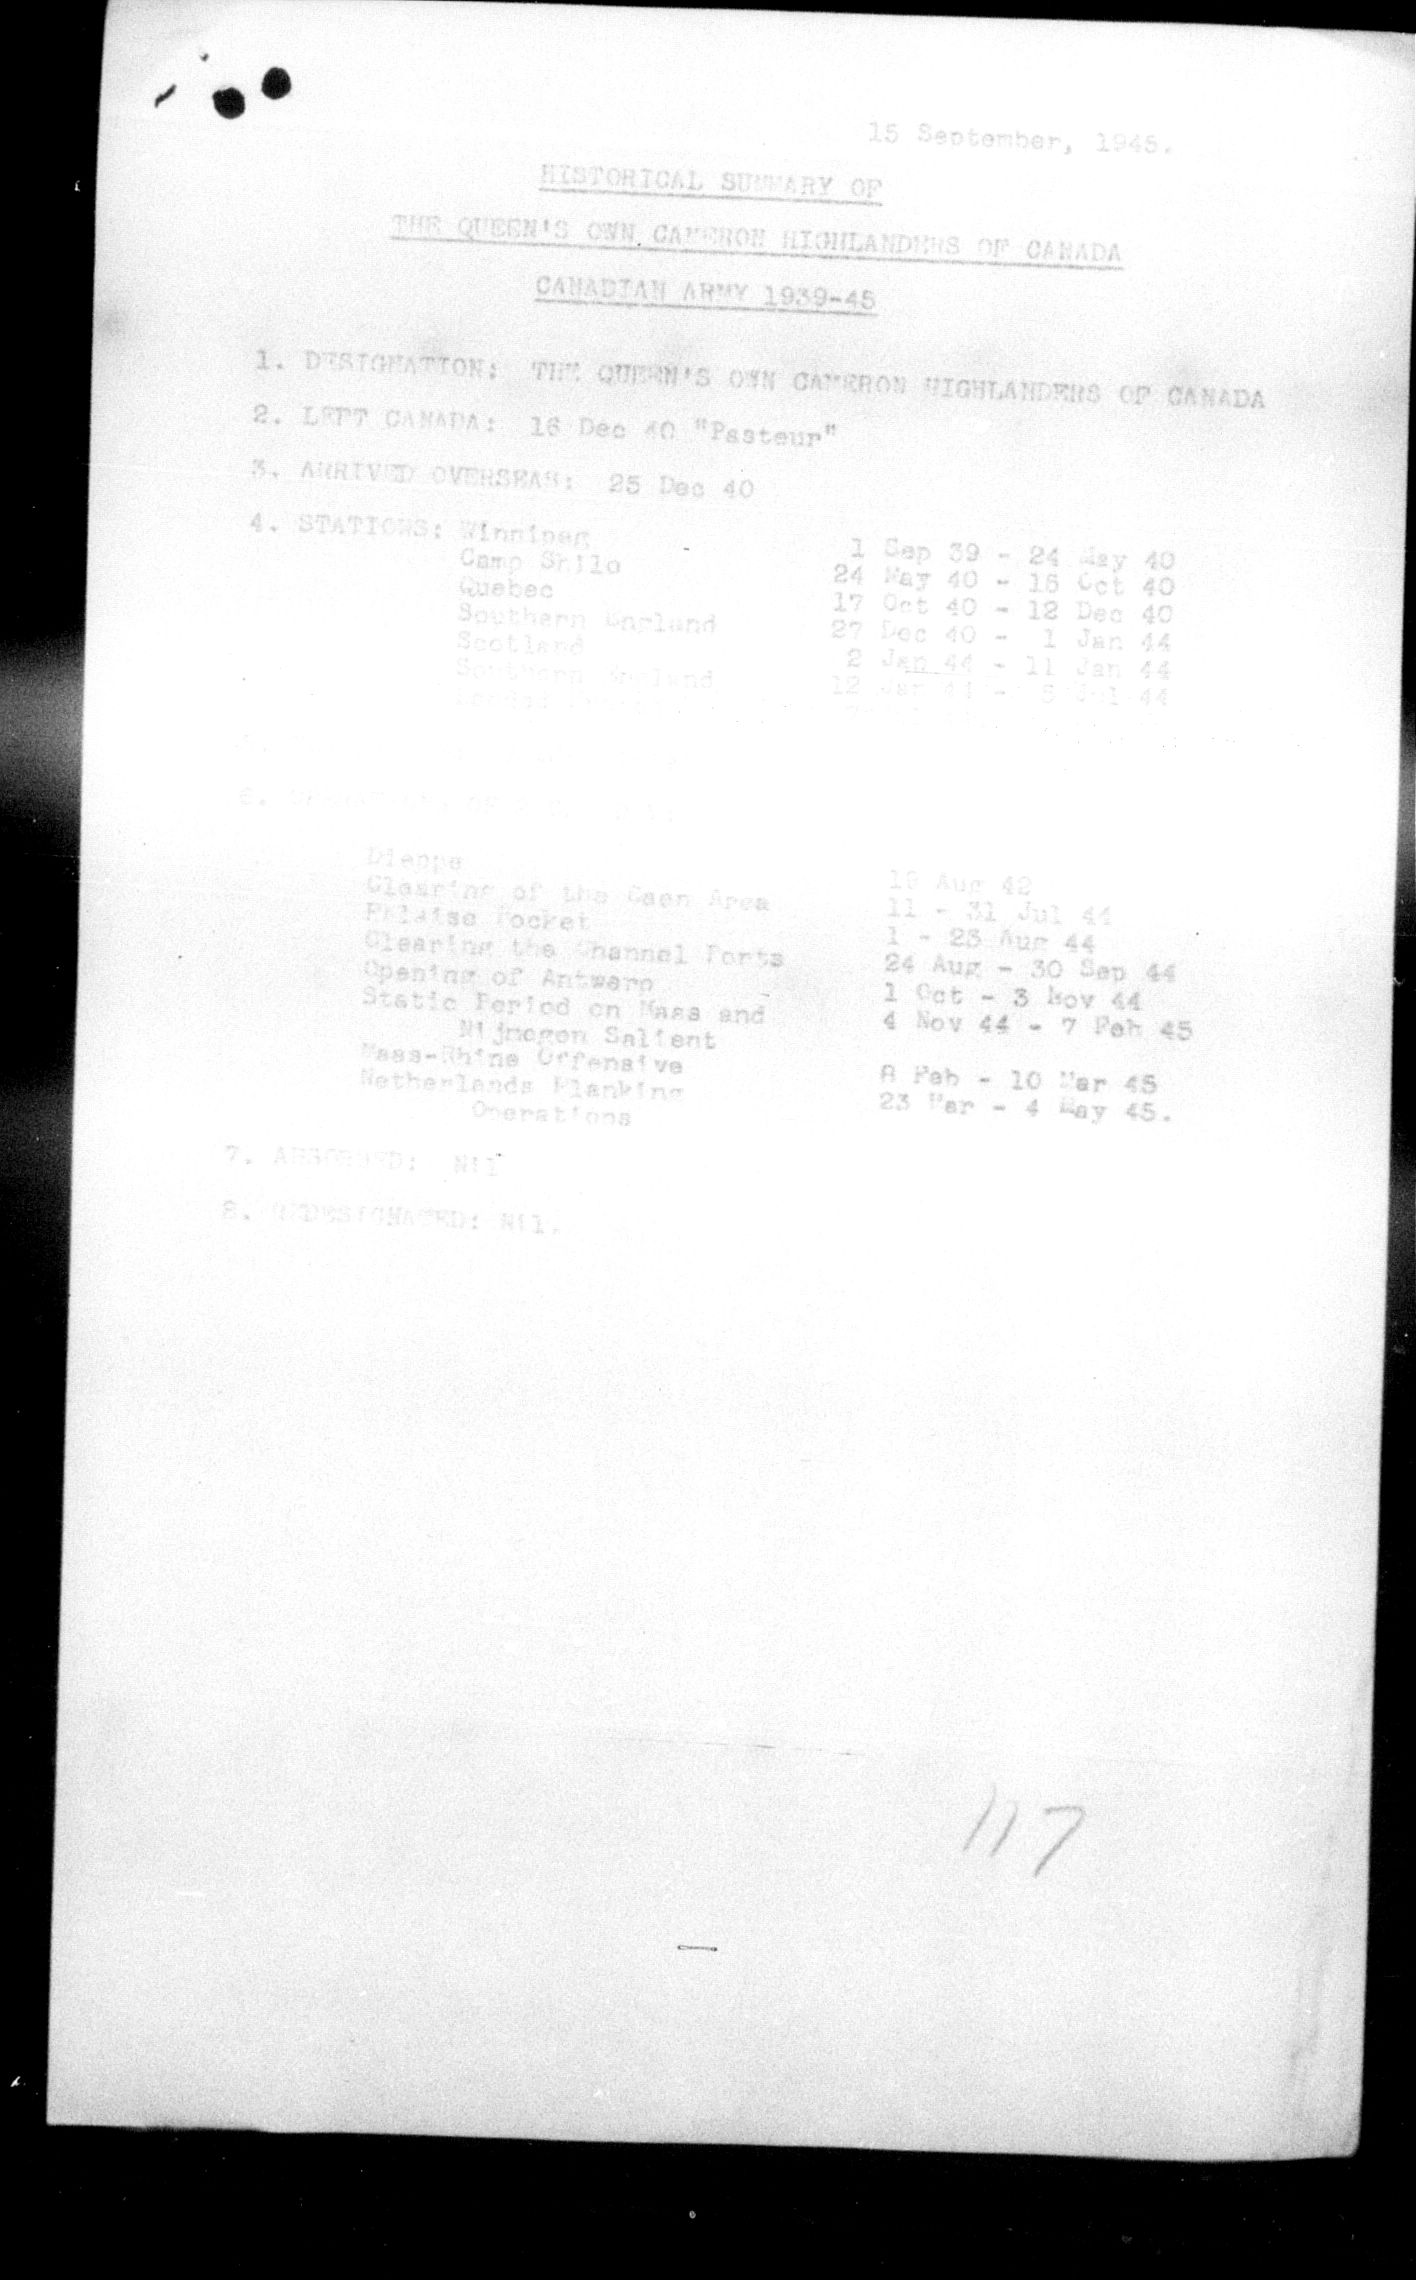 15 September, 1945.
HISTORICAL SUMMARY OF
THE QUEEN'S OWN CAMERON HIGHLANDERS OF CANADA
CANADIAN ARMY 1939-45
1. DESIGNATION: THE QUEEN'S OWN CAMERON HIGHLANDERS OF CANADA
2. LEFT CANADA: 16 Dec 40 "Pasteur"
3. ARRIVED OVERSEAS: 25 Dec 40
4. STATIONS: Winnipeg 1 Sep 39 - 24 May 40
Camp Shilo 24 May 40 - 16 Oct 40
Quebec 17 Oct 40 - 12 Dec 40
Southern England 27 Dec 40 - 1 Jan 44
Scotland 2 Jan 44 - 11 Jan 44
Southern England 12 Jan 44 - 5 Jul 44
Landed
6.
Dieppe 19 Aug 42
Clearing of the Caen Area 11 - 31 Jul 44
Falaise Pocket 1 - 23 Aug 44
Clearing the Channel Ports 24 Aug - 30 Sep 44
Opening of Antwerp 1 Oct - 3 Nov 44
Static Period on Maas and 4 Nov 44 - 7 Feb 45
Nijmegen Salient
Maas-Rhine Offensive 8 Feb - 10 Mar 45
Netherlands Flanking 23 Mar - 4 May 45.
Operations
7. ABSORBED: Nil
8. REDESIGNATED: Nil.
117